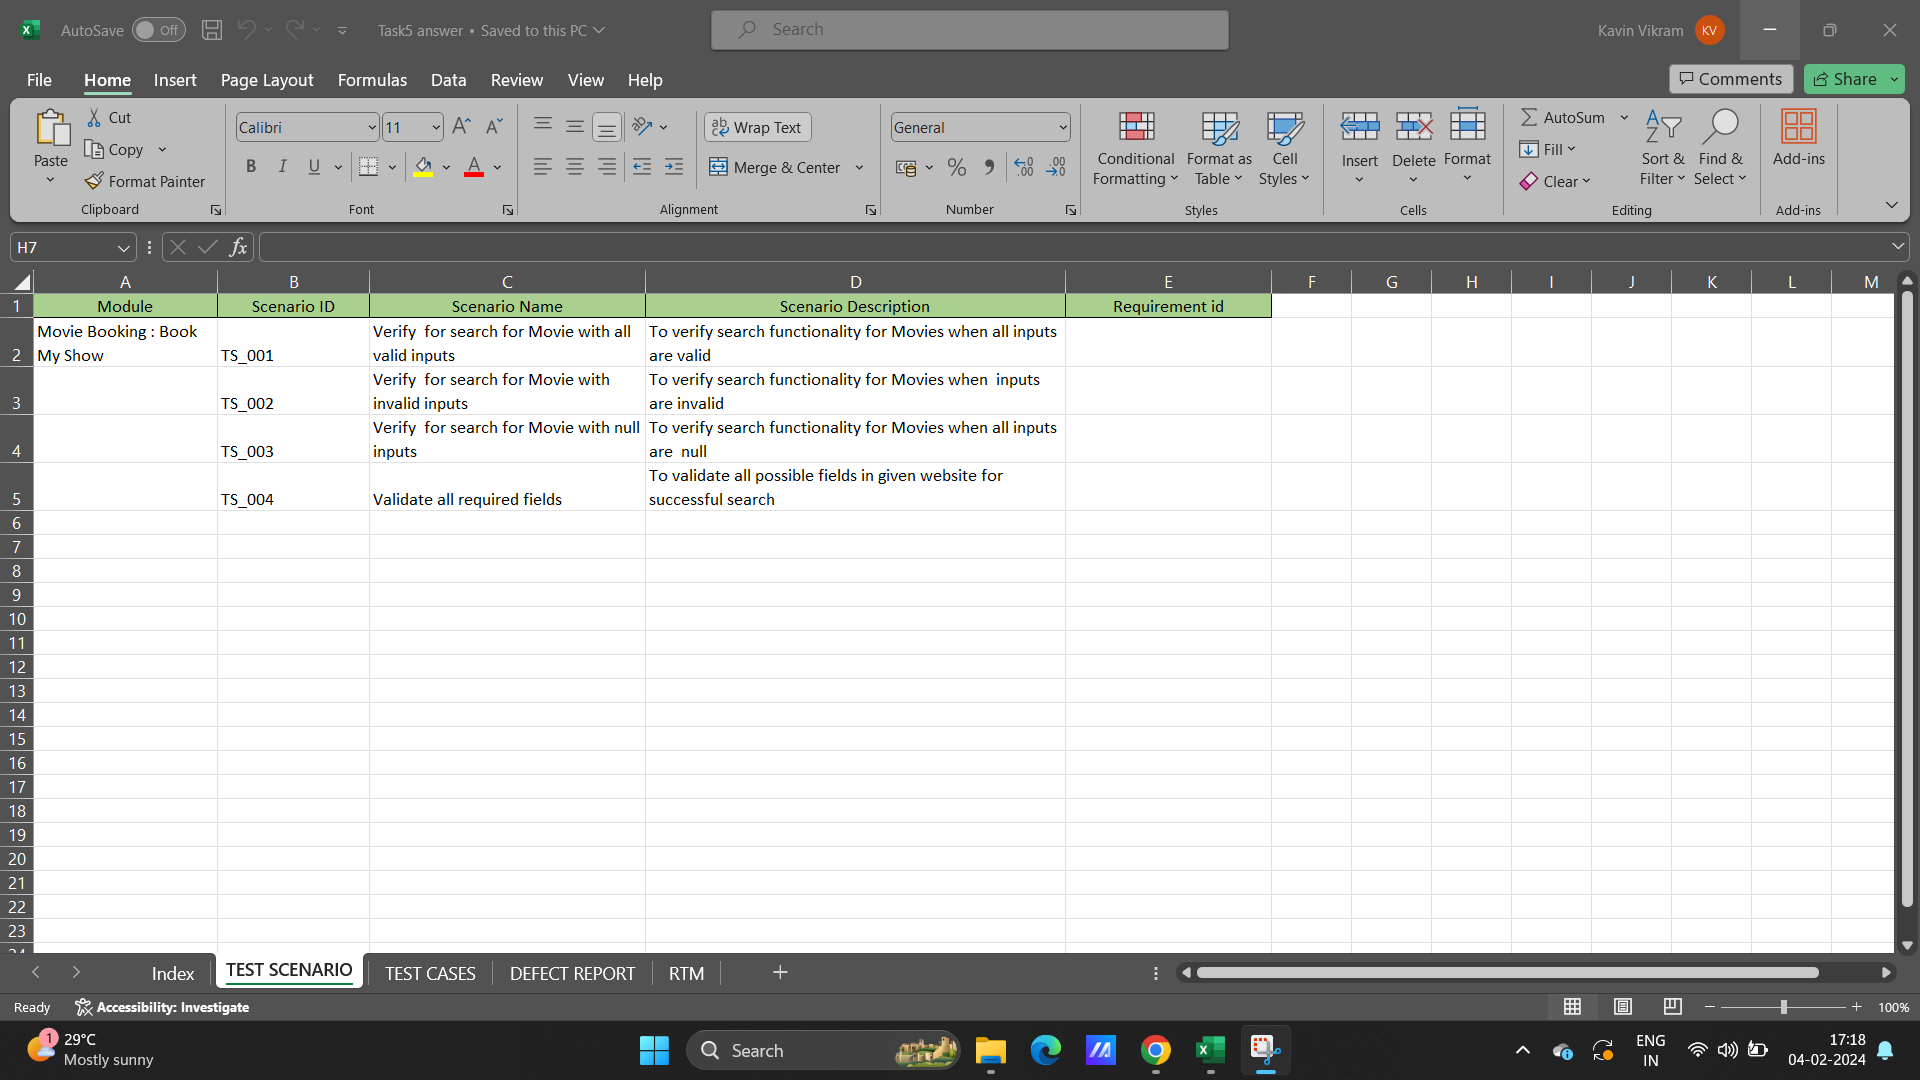 AutoSave Off Task5 answer • Saved to this PC Search Kavin Vikram KV
File Home Insert Page Layout Formulas Data Review View Help Comments Share
Paste
Cut
Copy
Format Painter
Clipboard
Calibri 11
B I U A
Font
Wrap Text
Merge & Center
Alignment
General
Number
Conditional
Formatting
Format as
Table
Cell
Styles
Styles
Insert Delete Format
Cells
AutoSum
Fill
Clear
Sort &
Filter
Find &
Select
Editing
Add-ins
Add-ins
H7 fx
A B C D E F G H I J K L M
1 Module Scenario ID Scenario Name Scenario Description Requirement id
2 Movie Booking : Book
My Show
TS_001
Verify  for search for Movie with all
valid inputs
To verify search functionality for Movies when all inputs
are valid
3 TS_002
Verify  for search for Movie with
invalid inputs
To verify search functionality for Movies when  inputs
are invalid
4 TS_003
Verify  for search for Movie with null
inputs
To verify search functionality for Movies when all inputs
are  null
5 TS_004
Validate all required fields
To validate all possible fields in given website for
successful search
6
7
8
9
10
11
12
13
14
15
16
17
18
19
20
21
22
23
Index TEST SCENARIO TEST CASES DEFECT REPORT RTM
Ready Accessibility: Investigate 100%
1 29°C
Mostly sunny
Search
ENG
IN
17:18
04-02-2024